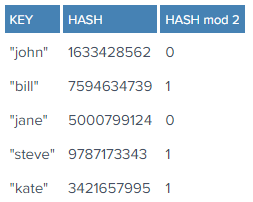 KEY HASH HASH mod 2
"john" 1633428562 0
"bill" 7594634739 1
"jane" 5000799124 0
"steve" 9787173343 1
"kate" 3421657995 1